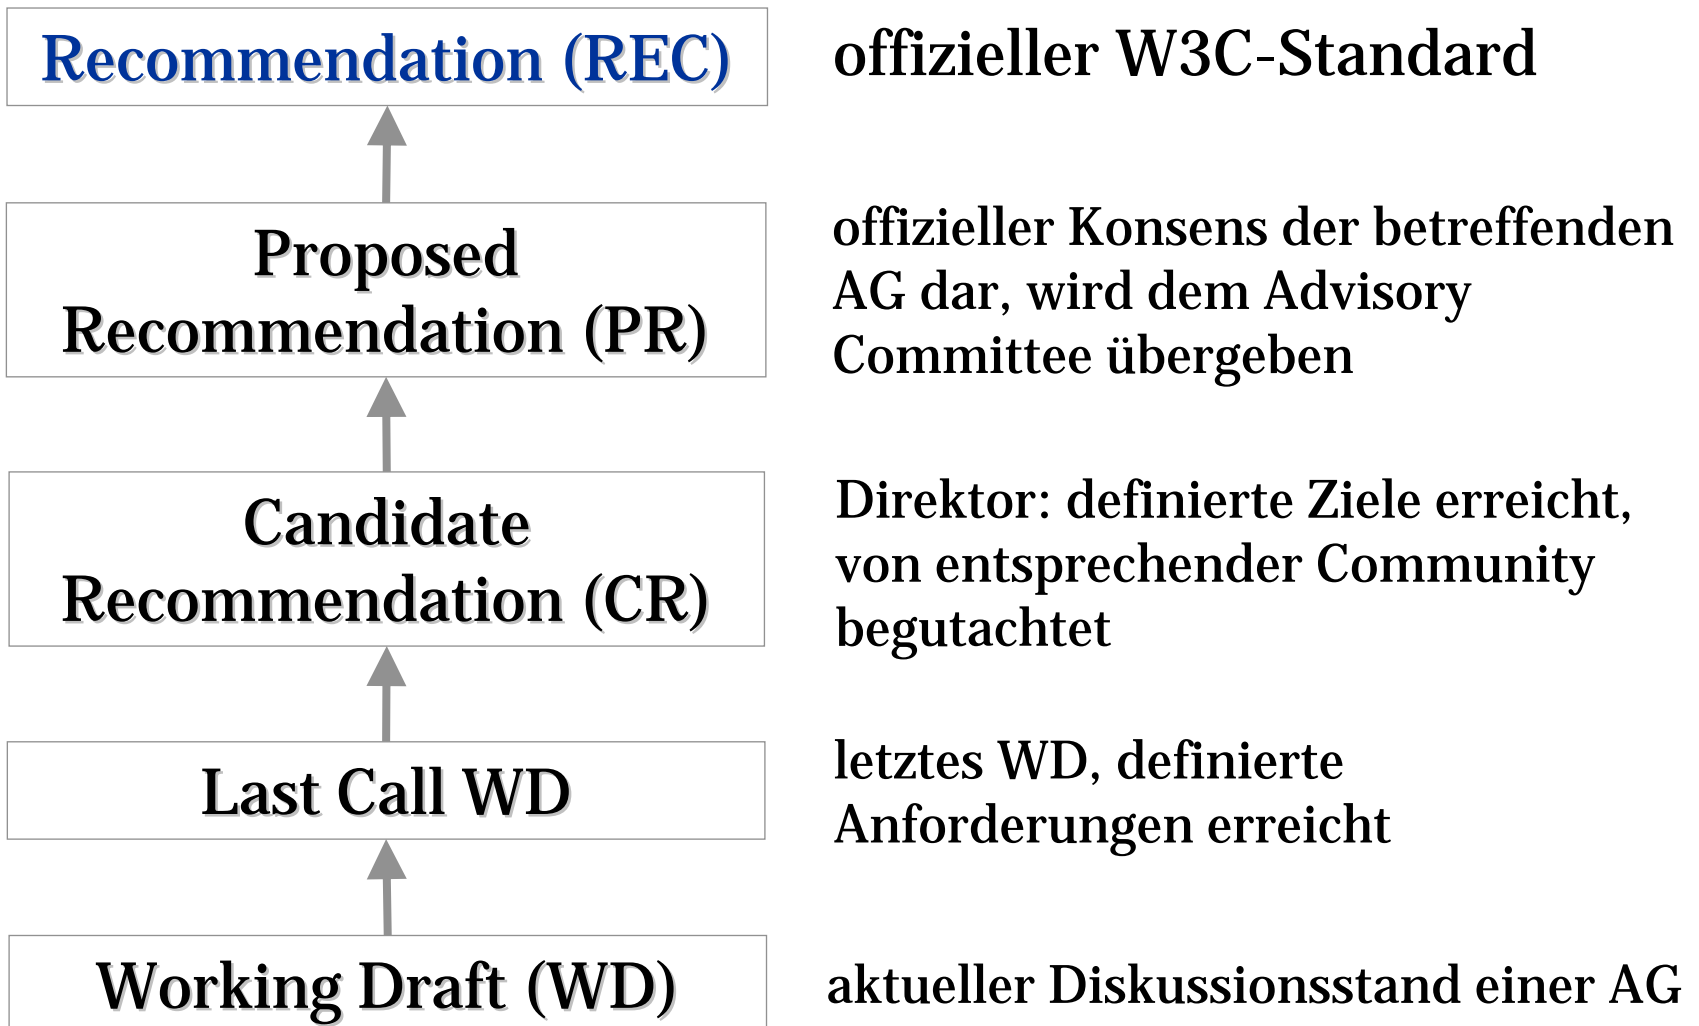 Recommendation (REC)
offizieller W3C-Standard
Proposed
Recommendation (PR)
offizieller Konsens der betreffenden
AG dar, wird dem Advisory
Committee übergeben
Candidate
Recommendation (CR)
Direktor: definierte Ziele erreicht,
von entsprechender Community
begutachtet
Last Call WD
letztes WD, definierte
Anforderungen erreicht
Working Draft (WD)
aktueller Diskussionsstand einer AG